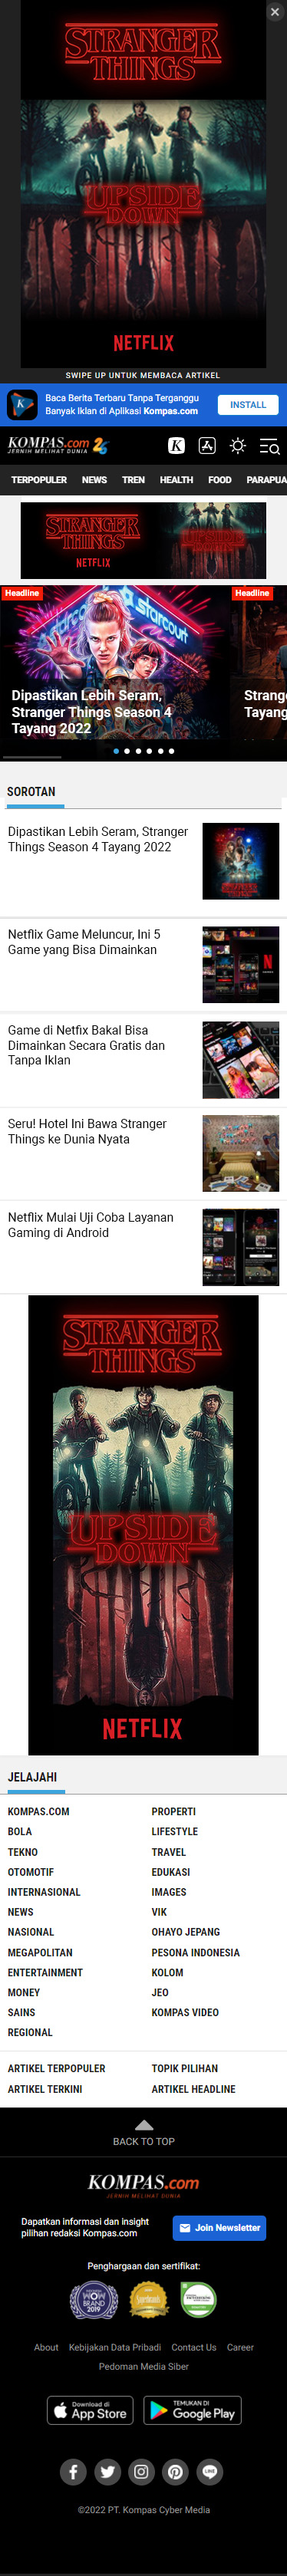 STRANGER
THINGS
UPSIDE
DOWN
NETFLIX
SWIPE UP UNTUK MEMBACA ARTIKEL
Baca Berita Terbaru Tanpa Terganggu
Banyak Iklan di Aplikasi Kompas.com
INSTALL
KOMPAS.com
JERNIH MELIHAT DUNIA
TERPOPULER NEWS TREN HEALTH FOOD PARAPUA
STRANGER
THINGS
NETFLIX
Headline
Headline
starcourt
Dipastikan Lebih Seram,
Stranger Things Season 4
Tayang 2022
Strang
Tayang
SOROTAN
Dipastikan Lebih Seram, Stranger
Things Season 4 Tayang 2022
Netflix Game Meluncur, Ini 5
Game yang Bisa Dimainkan
Game di Netfix Bakal Bisa
Dimainkan Secara Gratis dan
Tanpa Iklan
Seru! Hotel Ini Bawa Stranger
Things ke Dunia Nyata
Netflix Mulai Uji Coba Layanan
Gaming di Android
STRANGER
THINGS
UPSIDE
DOWN
NETFLIX
JELAJAHI
KOMPAS.COM PROPERTI
BOLA LIFESTYLE
TEKNO TRAVEL
OTOMOTIF EDUKASI
INTERNASIONAL IMAGES
NEWS VIK
NASIONAL OHAYO JEPANG
MEGAPOLITAN PESONA INDONESIA
ENTERTAINMENT KOLOM
MONEY JEO
SAINS KOMPAS VIDEO
REGIONAL
ARTIKEL TERPOPULER TOPIK PILIHAN
ARTIKEL TERKINI ARTIKEL HEADLINE
BACK TO TOP
KOMPAS.com
JERNIH MELIHAT DUNIA
Dapatkan informasi dan insight
pilihan redaksi Kompas.com
Join Newsletter
Penghargaan dan sertifikat:
WOW
BRAND
2019
About Kebijakan Data Pribadi Contact Us Career
Pedoman Media Siber
Download di
App Store
TEMUKAN DI
Google Play
©2022 PT. Kompas Cyber Media